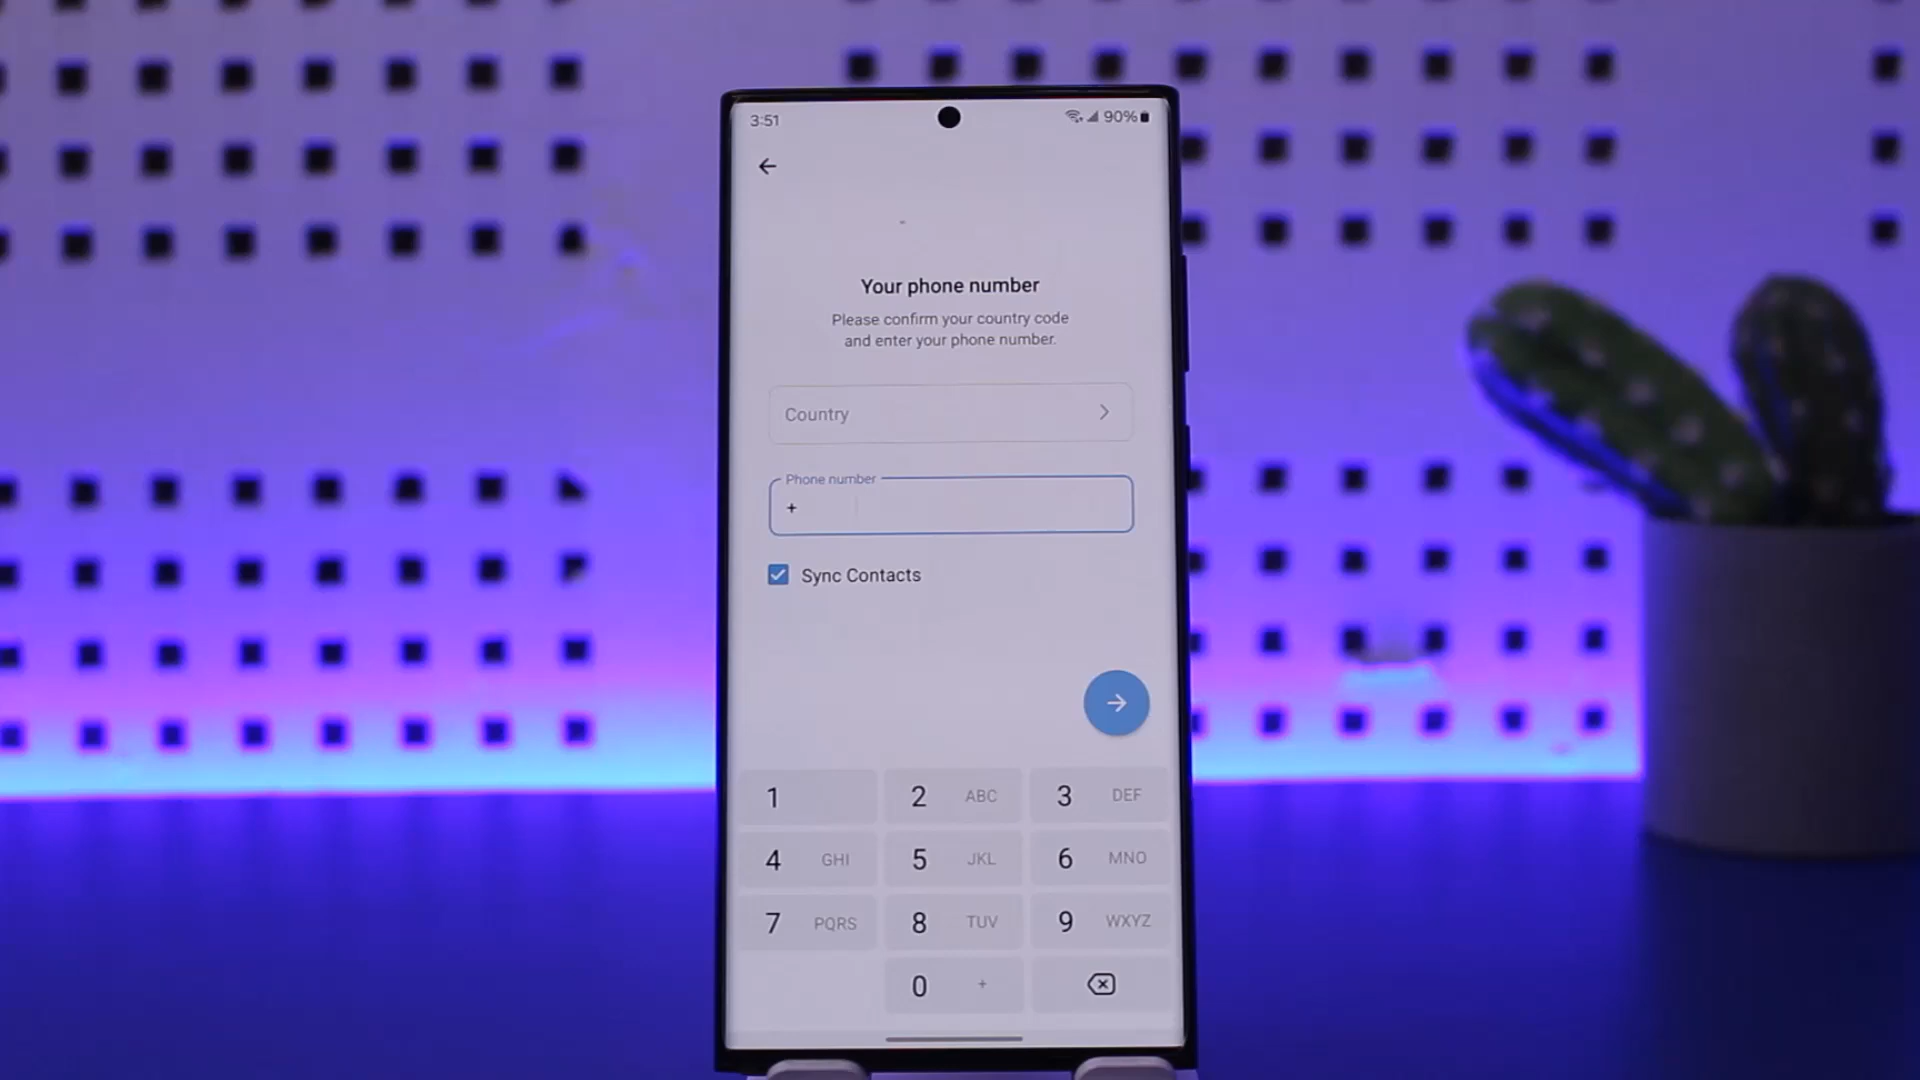 3:51
90%
Your phone number
Please confirm your country code
and enter your phone number.
Country
Phone number
+
Sync Contacts
1
2 ABC
3 DEF
4 GHI
5 JKL
6 MNO
7 PQRS
8 TUV
9 WXYZ
0 +